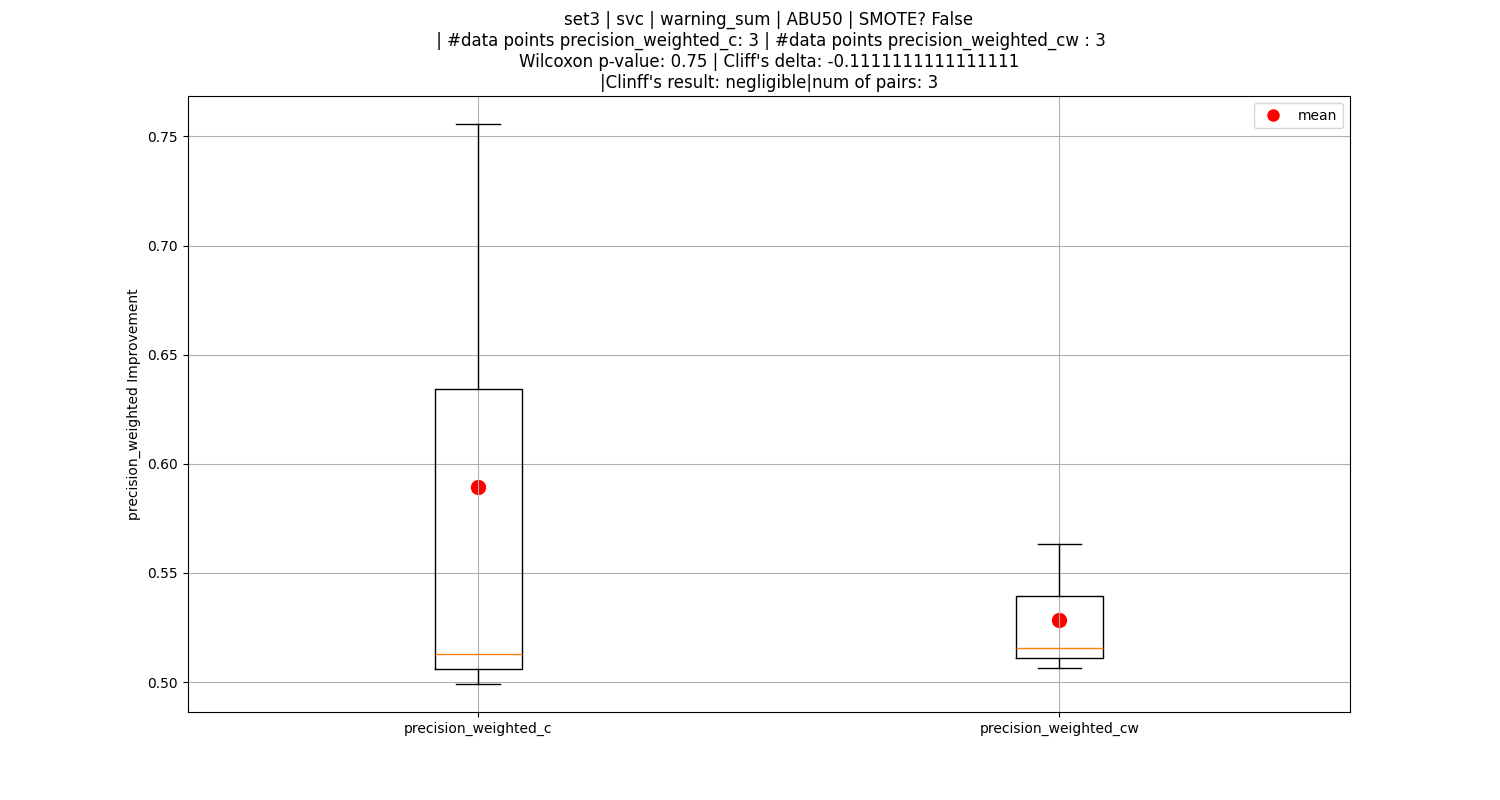 set3 | svc | warning_sum | ABU50 | SMOTE? False
| #data points precision_weighted_c: 3 | #data points precision_weighted_cw : 3
Wilcoxon p-value: 0.75 | Cliff's delta: -0.1111111111111111
|Clinff's result: negligible|num of pairs: 3
mean
precision_weighted Improvement
0.75
0.70
0.65
0.60
0.55
0.50
precision_weighted_c
precision_weighted_cw